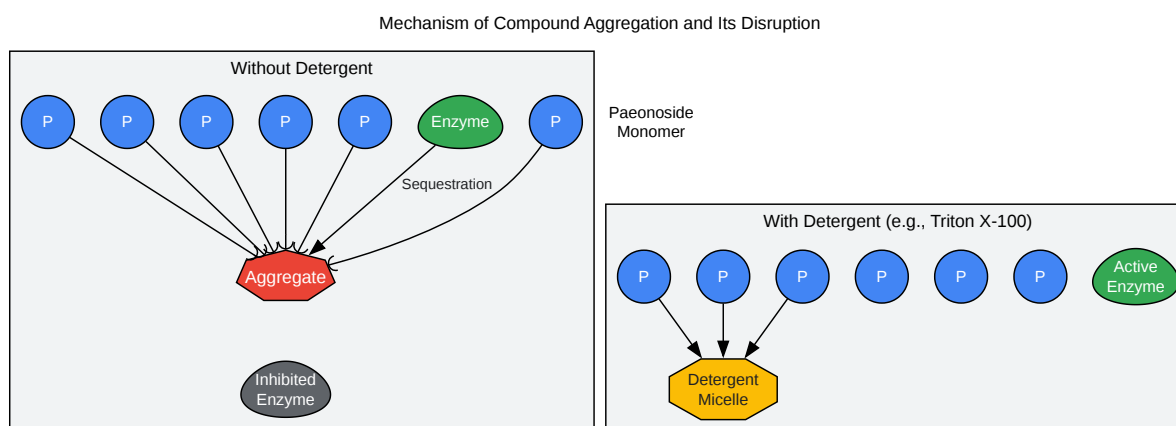 Mechanism of Compound Aggregation and Its Disruption
Without Detergent
P
P
P
P
P
Enzyme
P
Sequestration
Aggregate
Inhibited
Enzyme
Paeonoside
Monomer
With Detergent (e.g., Triton X-100)
P
P
P
P
P
P
Active
Enzyme
Detergent
Micelle